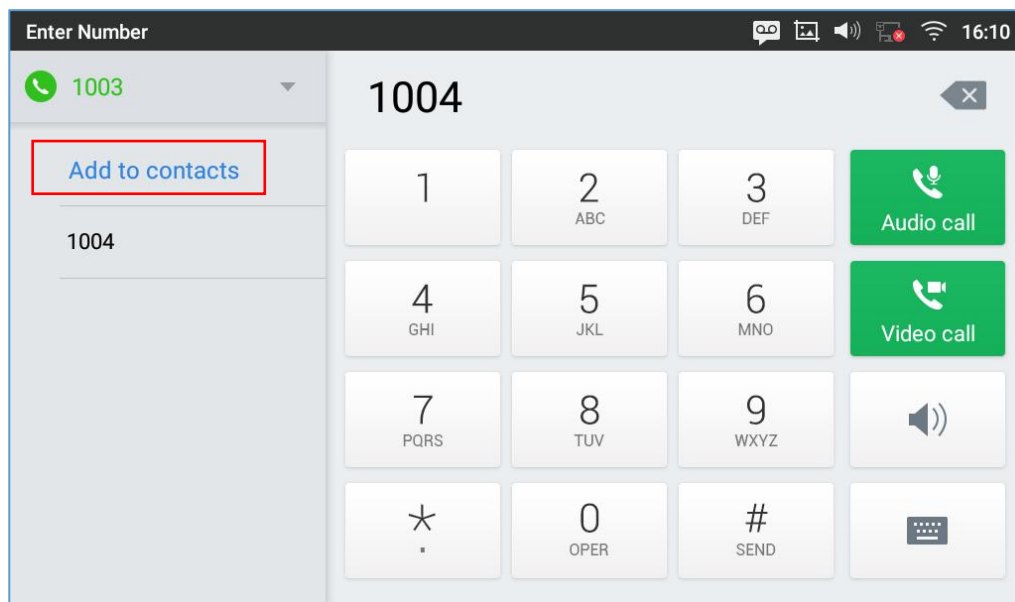 Enter Number
16:10
1003
Add to contacts
1004
1004
1
2
ABC
3
DEF
Audio call
4
GHI
5
JKL
6
MNO
Video call
7
PQRS
8
TUV
9
WXYZ
*
.
0
OPER
#
SEND